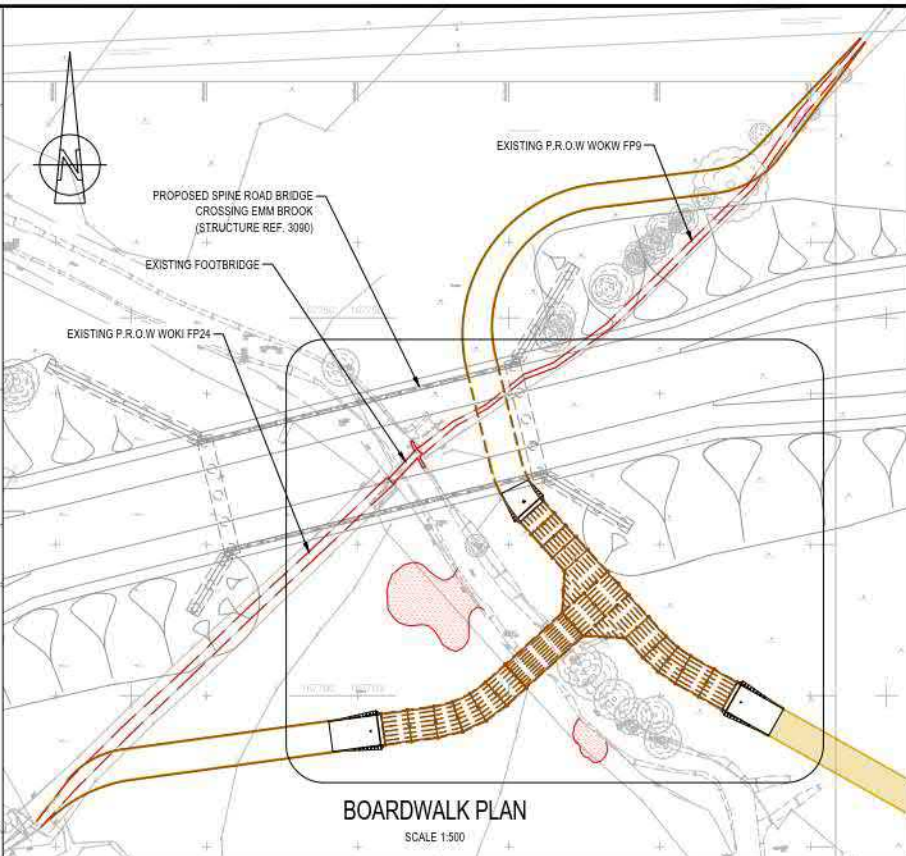 N
EXISTING P.R.O.W WOKW FP9
PROPOSED SPINE ROAD BRIDGE
CROSSING EMM BROOK
(STRUCTURE REF. 3090)
EXISTING FOOTBRIDGE
EXISTING P.R.O.W WOKI FP24
BOARDWALK PLAN
SCALE 1:500